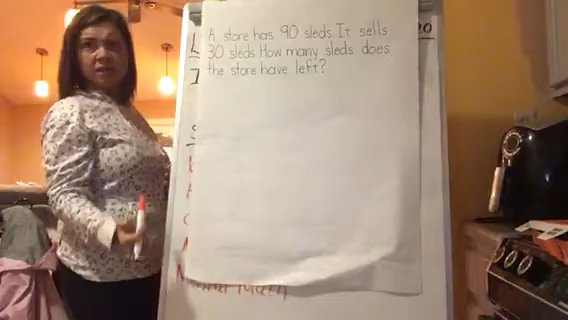 A store has 90 sleds. It sells
30 sleds. How many sleds does
the store have left?